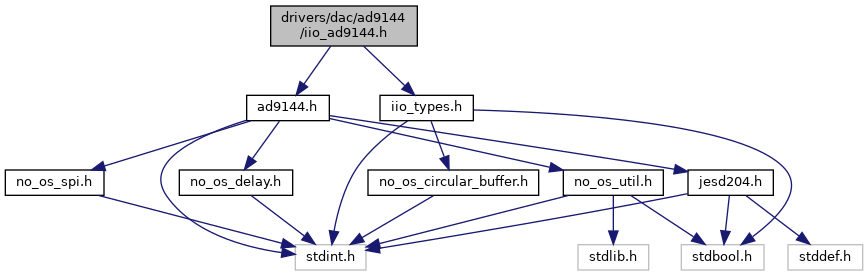 drivers/dac/ad9144
/iio_ad9144.h
ad9144.h
iio_types.h
no_os_spi.h
no_os_delay.h
no_os_circular_buffer.h
no_os_util.h
jesd204.h
stdint.h
stdlib.h
stdbool.h
stddef.h